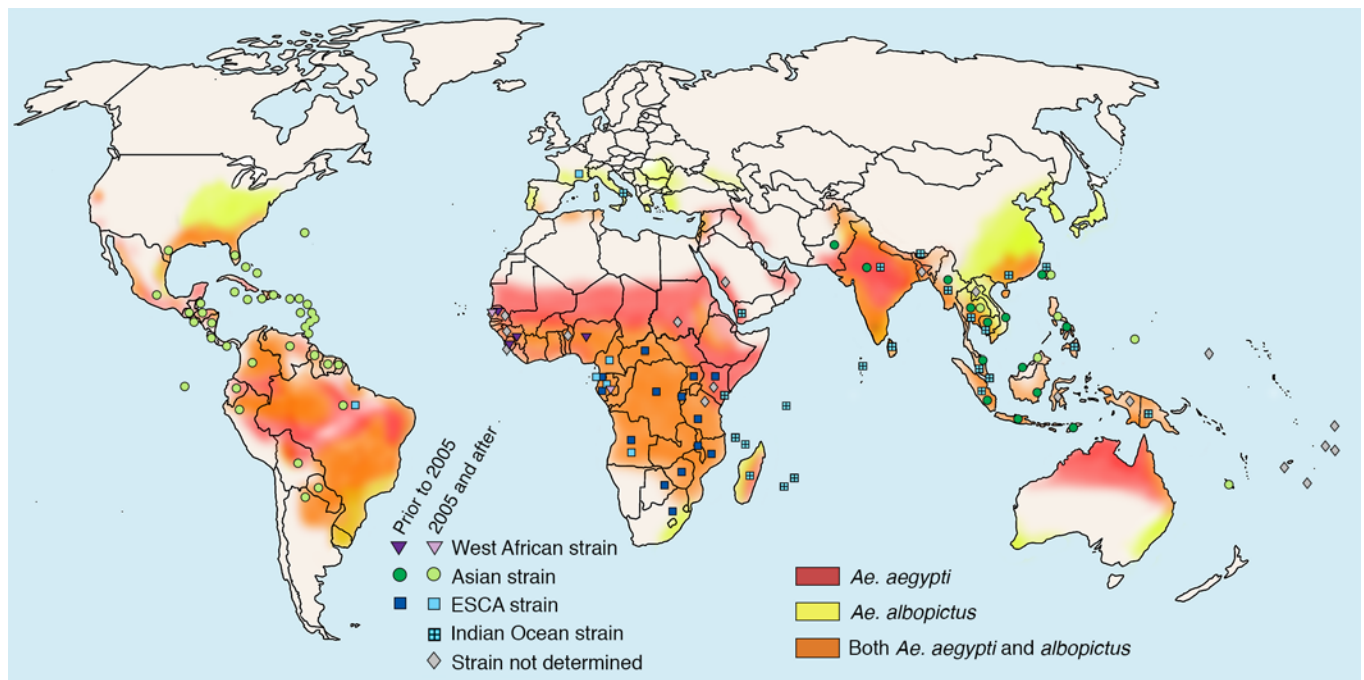 Prior to 2005
2005 and after
West African strain
Asian strain
ESCA strain
Indian Ocean strain
Strain not determined
Ae. aegypti
Ae. albopictus
Both Ae. aegypti and albopictus